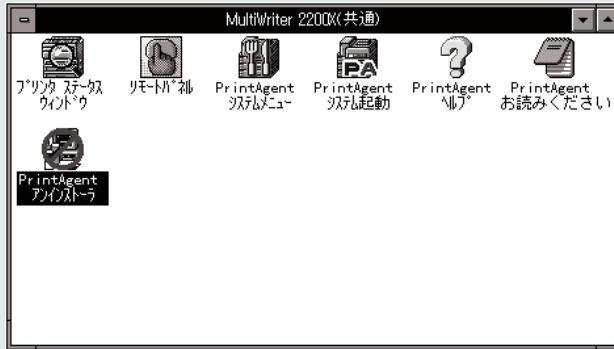 MultiWriter 2200X(共通)
プリンタ ステータス
ウィンドウ
リモートパネル
PrintAgent
システムメニュー
PrintAgent
システム起動
PrintAgent
ヘルプ
PrintAgent
お読みください
PA
PrintAgent
アンインストーラ